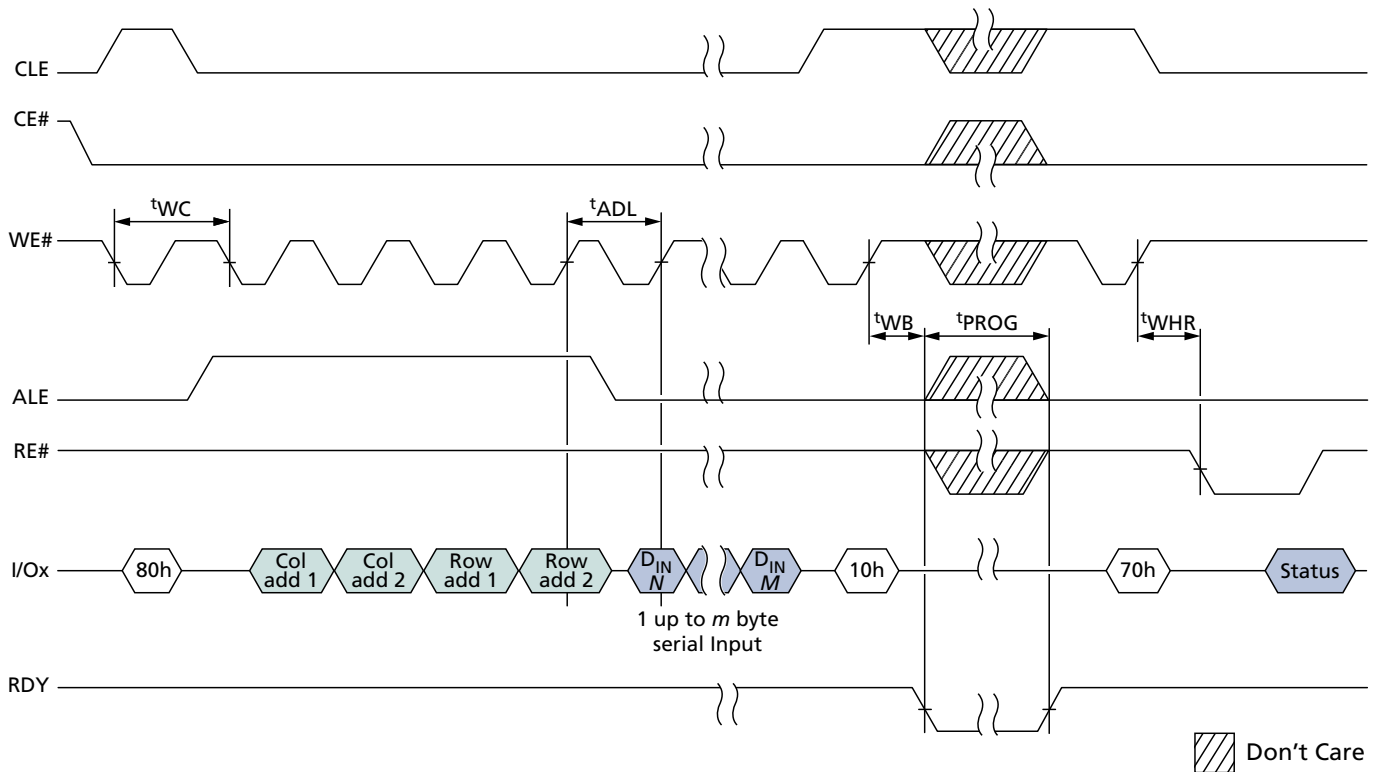 CLE
CE#
tWC
tADL
WE#
tWB
tPROG
tWHR
ALE
RE#
I/Ox
80h
Col add 1
Col add 2
Row add 1
Row add 2
DIN N
DIN M
10h
70h
Status
1 up to m byte
serial Input
RDY
Don't Care